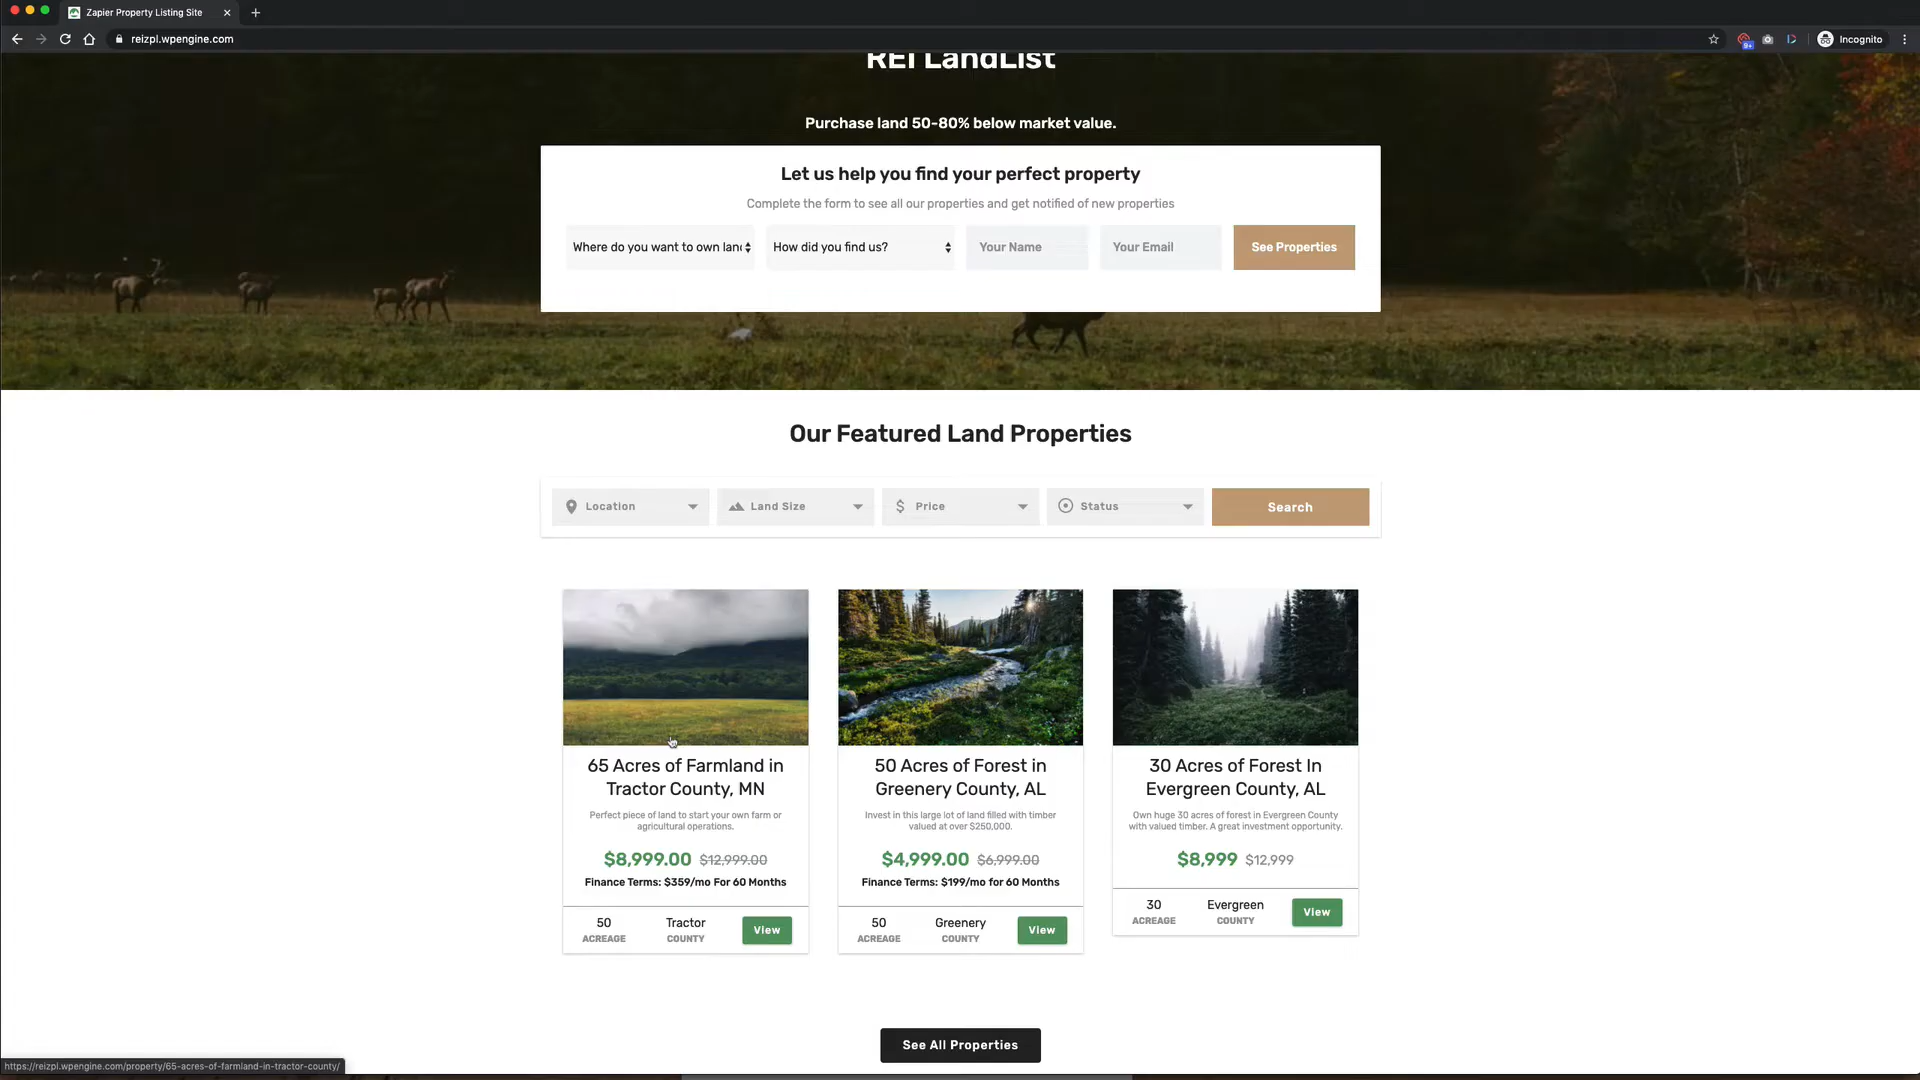 Zapier Property Listing Site
reizpl.wpengine.com
9+
Incognito
REI LandList
Purchase land 50-80% below market value.
Let us help you find your perfect property
Complete the form to see all our properties and get notified of new properties
Where do you want to own lan
How did you find us?
Your Name
Your Email
See Properties
Our Featured Land Properties
Location
Land Size
$ Price
Status
Search
65 Acres of Farmland in
Tractor County, MN
Perfect piece of land to start your own farm or
agricultural operations.
$8,999.00 $12,999.00
Finance Terms: $359/mo For 60 Months
50
ACREAGE
Tractor
COUNTY
View
50 Acres of Forest in
Greenery County, AL
Invest in this large lot of land filled with timber
valued at over $250,000.
$4,999.00 $6,999.00
Finance Terms: $199/mo for 60 Months
50
ACREAGE
Greenery
COUNTY
View
30 Acres of Forest In
Evergreen County, AL
Own huge 30 acres of forest in Evergreen County
with valued timber. A great investment opportunity.
$8,999 $12,999
30
ACREAGE
Evergreen
COUNTY
View
See All Properties
https://reizpl.wpengine.com/property/65-acres-of-farmland-in-tractor-county/